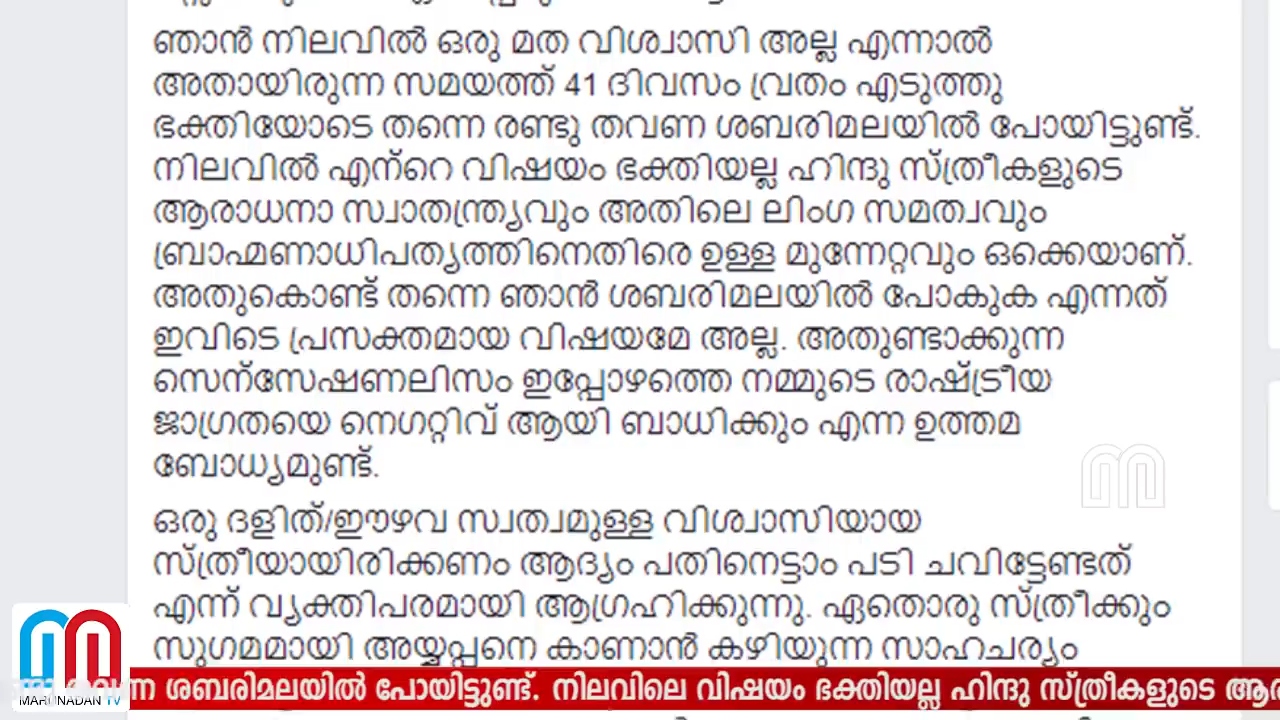 ഞാൻ നിലവിൽ ഒരു മത വിശ്വാസി അല്ല എന്നാൽ
അതായിരുന്ന സമയത്ത് 41 ദിവസം വ്രതം എടുത്തു
ഭക്തിയോടെ തന്നെ രണ്ടു തവണ ശബരിമലയിൽ പോയിട്ടുണ്ട്.
നിലവിൽ എന്റെ വിഷയം ഭക്തിയല്ല ഹിന്ദു സ്ത്രീകളുടെ
ആരാധനാ സ്വാതന്ത്ര്യവും അതിലെ ലിംഗ സമത്വവും
ബ്രാഹ്മണാധിപത്യത്തിനെതിരെ ഉള്ള മുന്നേറ്റവും ഒക്കെയാണ്.
അതുകൊണ്ട് തന്നെ ഞാൻ ശബരിമലയിൽ പോകുക എന്നത്
ഇവിടെ പ്രസക്തമായ വിഷയമേ അല്ല. അതുണ്ടാക്കുന്ന
സെന്സേഷണലിസം ഇപ്പോഴത്തെ നമ്മുടെ രാഷ്ട്രീയ
ജാഗ്രതയെ നെഗറ്റിവ് ആയി ബാധിക്കും എന്ന ഉത്തമ
ബോധ്യമുണ്ട്.
ഒരു ദളിത്/ഈഴവ സ്വത്വമുള്ള വിശ്വാസിയായ
സ്ത്രീയായിരിക്കണം ആദ്യം പതിനെട്ടാം പടി ചവിട്ടേണ്ടത്
എന്ന് വ്യക്തിപരമായി ആഗ്രഹിക്കുന്നു. ഏതൊരു സ്ത്രീക്കും
സുഗമമായി അയ്യപ്പനെ കാണാൻ കഴിയുന്ന സാഹചര്യം
ശബരിമലയിൽ പോയിട്ടുണ്ട്. നിലവിലെ വിഷയം ഭക്തിയല്ല ഹിന്ദു സ്ത്രീകളുടെ
MARUNADAN TV